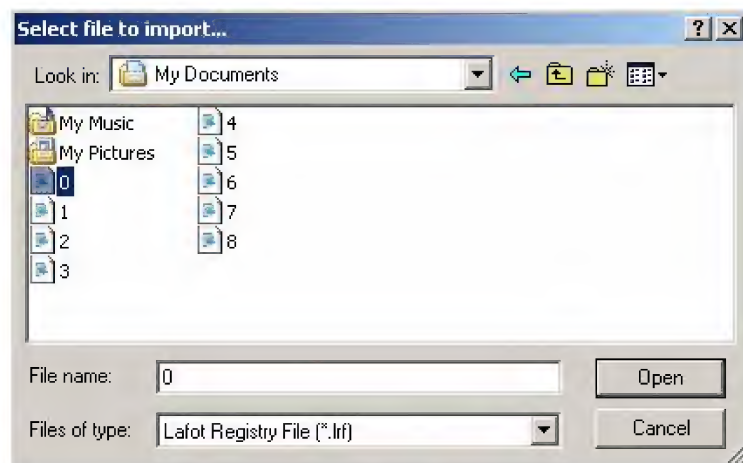 Select file to import...
Look in: My Documents
My Music
My Pictures
0
1
2
3
4
5
6
7
8
File name: 0
Open
Files of type: Lafot Registry File (*.lrf)
Cancel